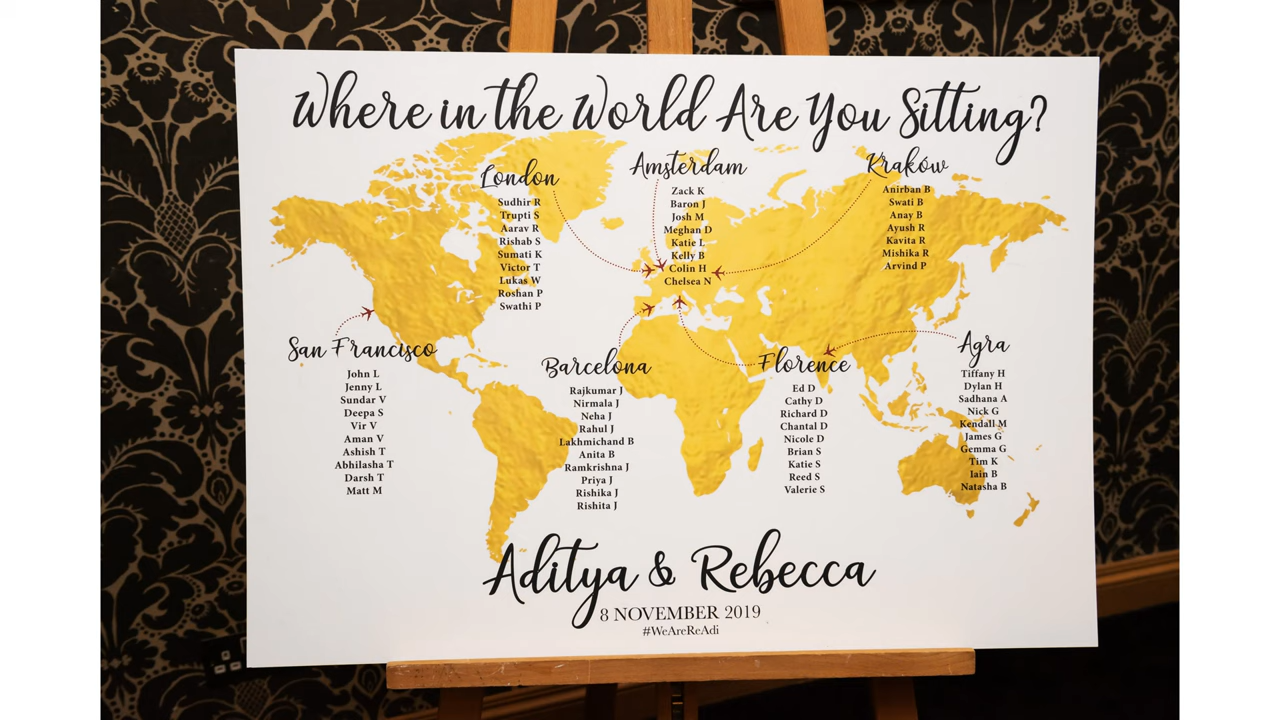 Where in the World Are You Sitting?
London
Sudhir R
Trupti S
Aarav R
Rishab S
Sumati K
Victor T
Lukas W
Roshan P
Swathi P
Amsterdam
Zack K
Baron J
Josh M
Meghan D
Katie L
Kelly B
Colin H
Chelsea N
Kraków
Anirban B
Swati B
Anay B
Ayush R
Kavita R
Mishika R
Arvind P
San Francisco
John L
Jenny L
Sundar V
Deepa S
Vir V
Aman V
Ashish T
Abhilasha T
Darsh T
Matt M
Barcelona
Rajkumar J
Nirmala J
Neha J
Rahul J
Lakhmichand B
Anita B
Ramkrishna J
Priya J
Rishika J
Rishita J
Florence
Ed D
Cathy D
Richard D
Chantal D
Nicole D
Brian S
Katie S
Reed S
Valerie S
Agra
Tiffany H
Dylan H
Sadhana A
Nick G
Kendall M
James G
Gemma G
Tim K
Iain B
Natasha B
Aditya & Rebecca
8 NOVEMBER 2019
#WeAreReAdi